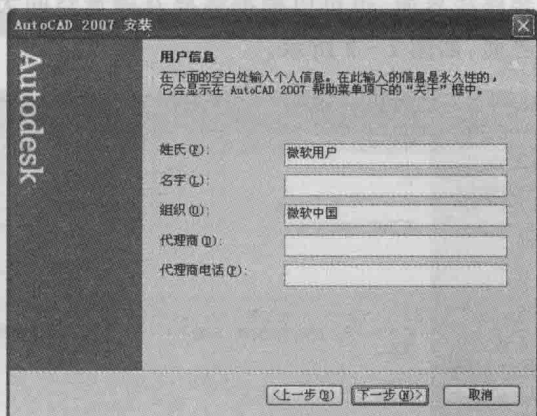 AutoCAD 2007 安装
Autodesk
用户信息
在下面的空白处输入个人信息。在此输入的信息是永久性的，
它会显示在 AutoCAD 2007 帮助菜单项下的“关于”框中。
姓氏(F):
微软用户
名字(L):
组织(O):
微软中国
代理商(D):
代理商电话(P):
<上一步(B)
下一步(N)>
取消